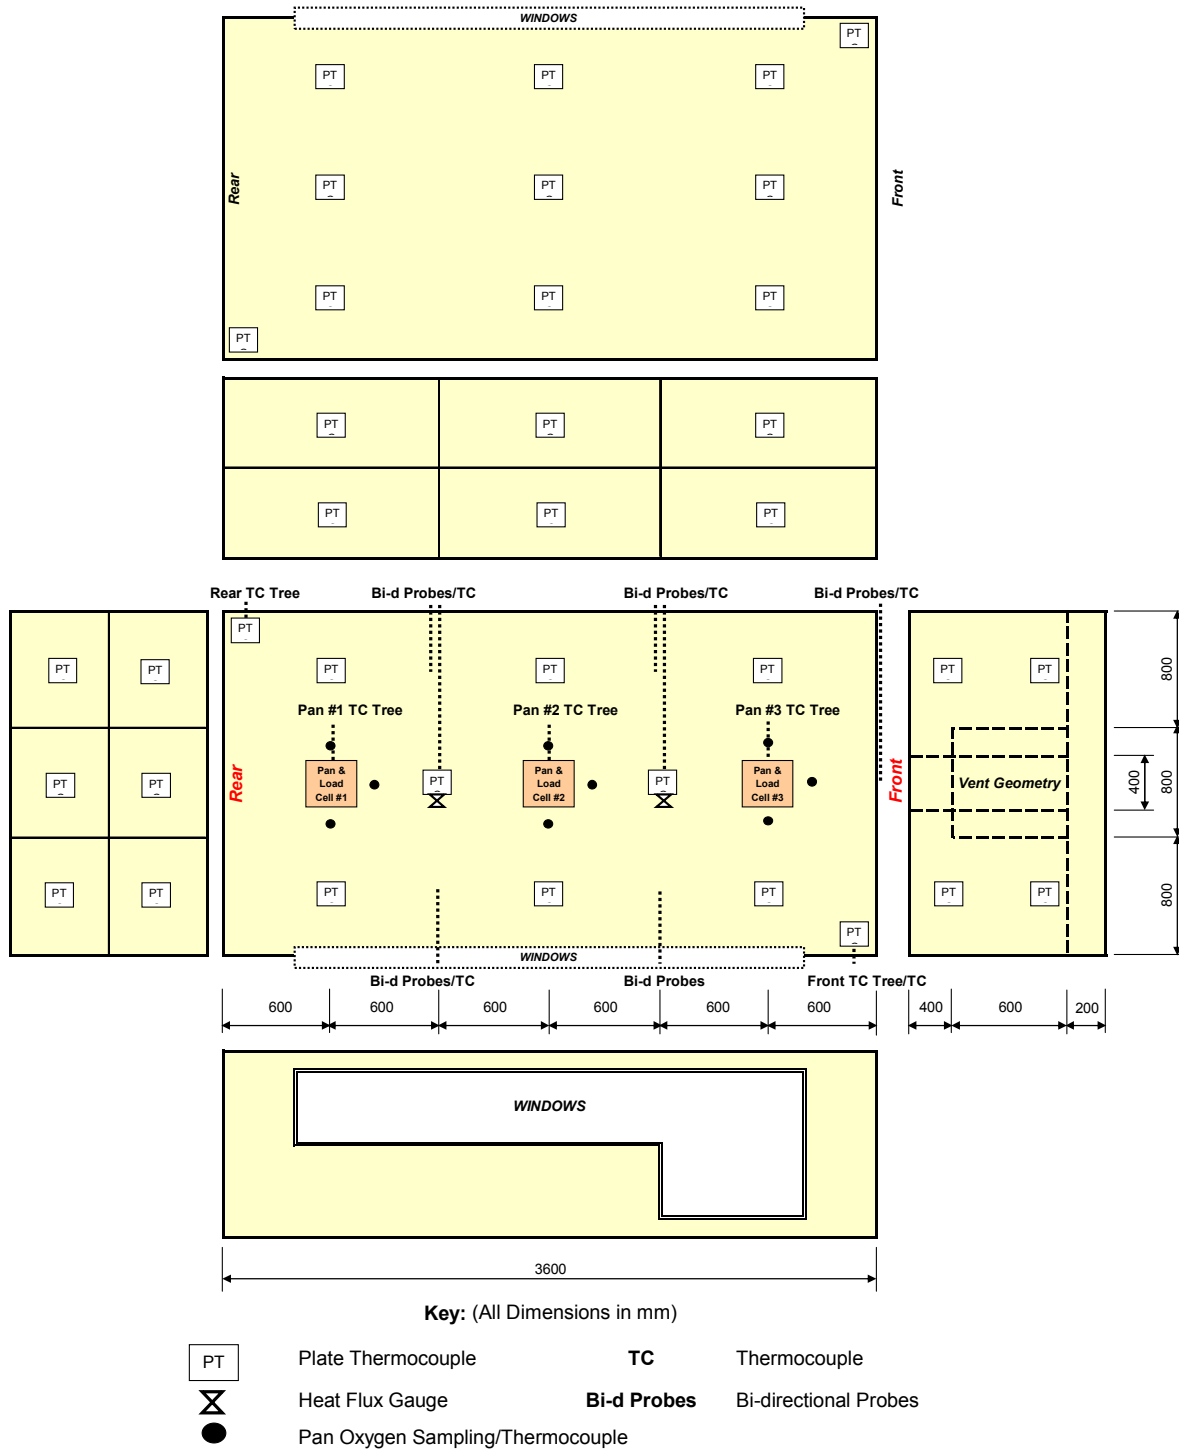 WINDOWS
PT
PT PT PT
Rear
PT PT PT
Front
PT PT PT
PT
PT PT PT
PT PT PT
Rear TC Tree Bi-d Probes/TC Bi-d Probes/TC Bi-d Probes/TC
PT
PT PT PT PT PT PT PT
800
Pan #1 TC Tree Pan #2 TC Tree Pan #3 TC Tree
PT PT
Rear
Pan &
Load
Cell #1
PT
Pan &
Load
Cell #2
PT
Pan &
Load
Cell #3
Front
Vent Geometry
400
800
PT PT PT PT PT PT PT
800
PT
WINDOWS
Bi-d Probes/TC Bi-d Probes Front TC Tree/TC
600 600 600 600 600 600 400 600 200
WINDOWS
3600
Key: (All Dimensions in mm)
PT Plate Thermocouple TC Thermocouple
Heat Flux Gauge Bi-d Probes Bi-directional Probes
Pan Oxygen Sampling/Thermocouple